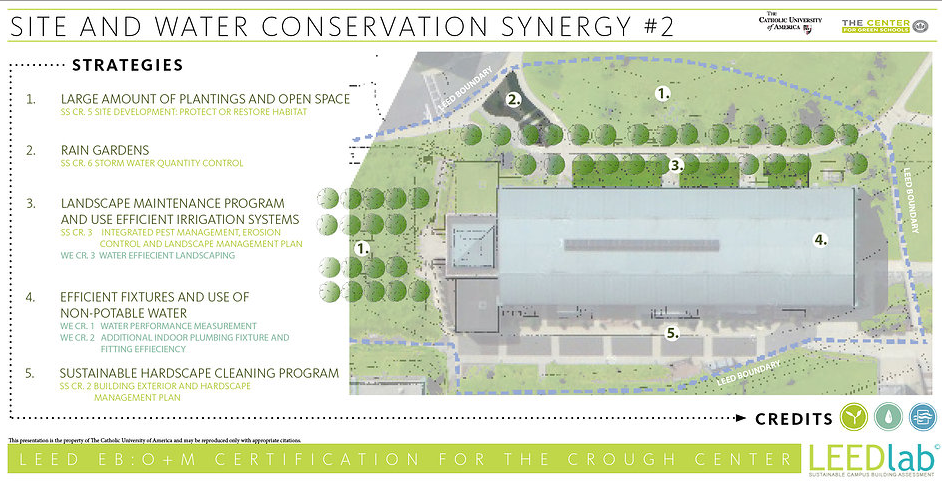 SITE AND WATER CONSERVATION SYNERGY #2
THE
CATHOLIC UNIVERSITY
of AMERICA
THE CENTER
FOR GREEN SCHOOLS
STRATEGIES
1. LARGE AMOUNT OF PLANTINGS AND OPEN SPACE
SS CR. 5 SITE DEVELOPMENT: PROTECT OR RESTORE HABITAT
2. RAIN GARDENS
SS CR. 6 STORM WATER QUANTITY CONTROL
3. LANDSCAPE MAINTENANCE PROGRAM
AND USE EFFICIENT IRRIGATION SYSTEMS
SS CR. 3 INTEGRATED PEST MANAGEMENT, EROSION
CONTROL AND LANDSCAPE MANAGEMENT PLAN
WE CR. 3 WATER EFFIECIENT LANDSCAPING
4. EFFICIENT FIXTURES AND USE OF
NON-POTABLE WATER
WE CR. 1 WATER PERFORMANCE MEASUREMENT
WE CR. 2 ADDITIONAL INDOOR PLUMBING FIXTURE AND
FITTING EFFIECIENCY
5. SUSTAINABLE HARDSCAPE CLEANING PROGRAM
SS CR. 2 BUILDING EXTERIOR AND HARDSCAPE
MANAGEMENT PLAN
LEED BOUNDARY
2.
1.
3.
LEED BOUNDARY
1.
4.
5.
LEED BOUNDARY
CREDITS
This presentation is the property of The Catholic University of America and may be reproduced only with appropriate citations.
LEED EB:O+M CERTIFICATION FOR THE CROUGH CENTER
LEEDlab©
SUSTAINABLE CAMPUS BUILDING ASSESSMENT